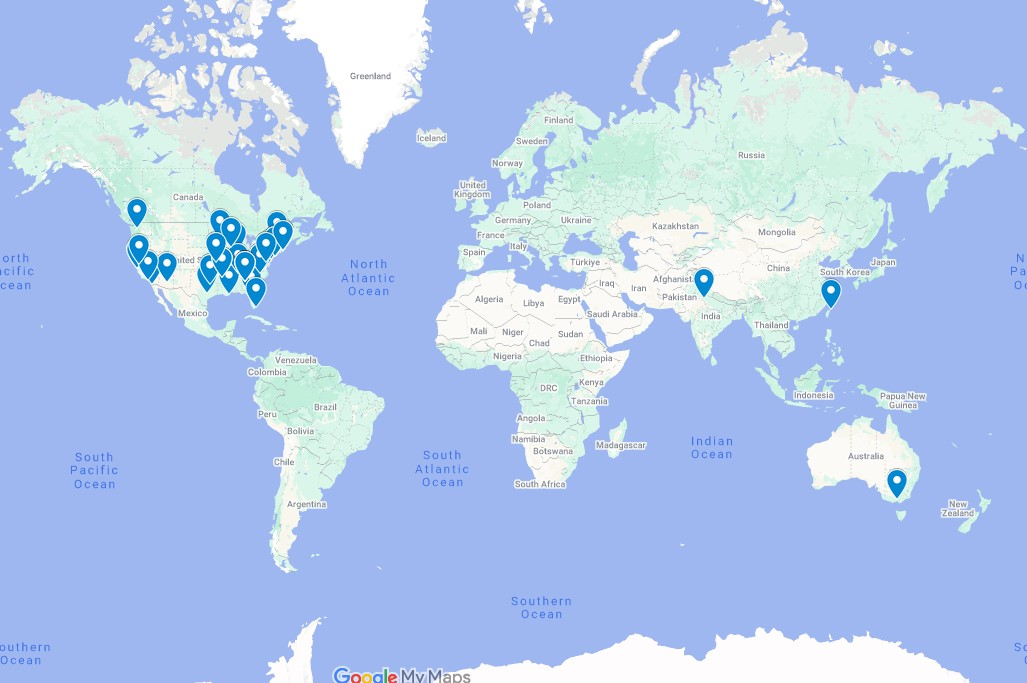 Greenland
Iceland
Finland
Sweden
Norway
Russia
Canada
United
Kingdom
Poland
Germany
Ukraine
France
Kazakhstan
Mongolia
Italy
Spain
Türkiye
North
Atlantic
Ocean
Japan
China
South Korea
Iraq
Iran
Afghanist
Pakistan
Algeria
Libya
Egypt
Saudi Arabia
India
Mexico
Mali
Niger
Sudan
Chad
Thailand
Nigeria
Ethiopia
Venezuela
Colombia
DRC
Kenya
Tanzania
Indonesia
Papua New
Guinea
Peru
Brazil
Angola
Bolivia
Namibia
Botswana
Madagascar
Indian
Ocean
South
Pacific
Ocean
South
Atlantic
Ocean
Chile
Australia
South Africa
Argentina
New
Zealand
Southern
Ocean
outhern
Ocean
Google My Maps